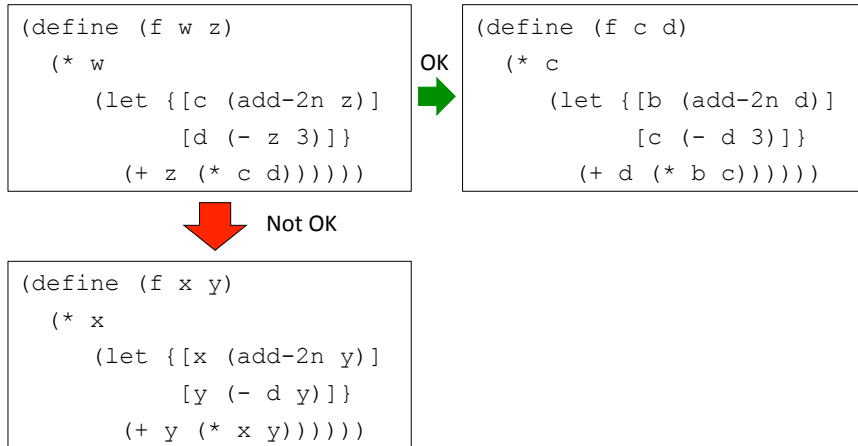 (define (f w z)
(* w
(let {[c (add-2n z)]
[d (- z 3)]}
(+ z (* c d))))))
OK
(define (f c d)
(* c
(let {[b (add-2n d)]
[c (- d 3)]}
(+ d (* b c))))))
Not OK
(define (f x y)
(* x
(let {[x (add-2n y)]
[y (- d y)]}
(+ y (* x y))))))